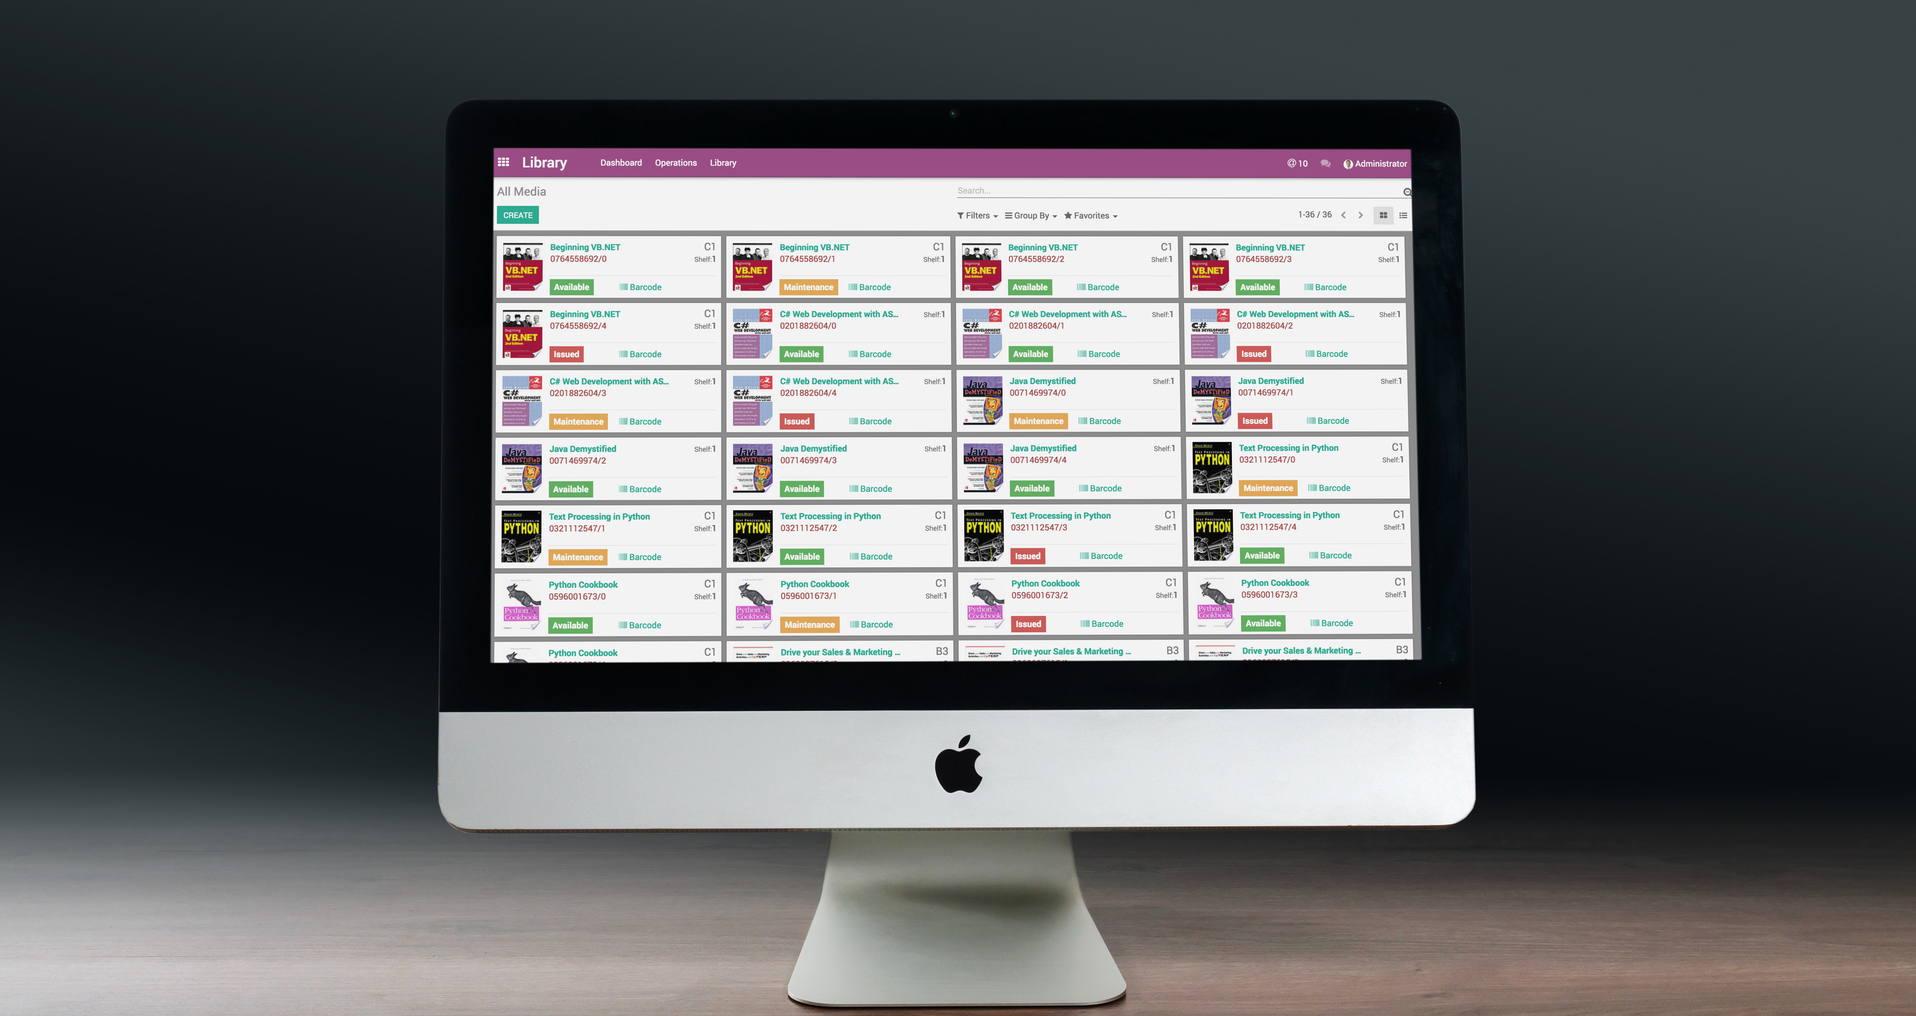 Library Dashboard Operations Library @ 10 Administrator
All Media Search...
CREATE Filters Group By Favorites 1-36 / 36
Beginning VB.NET C1 Beginning VB.NET C1 Beginning VB.NET C1 Beginning VB.NET C1
0764558692/0 Shelf:1 0764558692/1 Shelf:1 0764558692/2 Shelf:1 0764558692/3 Shelf:1
Available Barcode Maintenance Barcode Available Barcode Available Barcode
Beginning VB.NET C1 C# Web Development with AS... Shelf:1 C# Web Development with AS... Shelf:1 C# Web Development with AS... Shelf:1
0764558692/4 Shelf:1 0201882604/0 0201882604/1 0201882604/2
Issued Barcode Available Barcode Available Barcode Issued Barcode
C# Web Development with AS... Shelf:1 C# Web Development with AS... Shelf:1 Java Demystified Shelf:1 Java Demystified Shelf:1
0201882604/3 0201882604/4 0071469974/0 0071469974/1
Maintenance Barcode Issued Barcode Maintenance Barcode Issued Barcode
Java Demystified Shelf:1 Java Demystified Shelf:1 Java Demystified Shelf:1 Text Processing in Python C1
0071469974/2 0071469974/3 0071469974/4 0321112547/0 Shelf:1
Available Barcode Available Barcode Available Barcode Maintenance Barcode
Text Processing in Python C1 Text Processing in Python C1 Text Processing in Python C1 Text Processing in Python C1
0321112547/1 Shelf:1 0321112547/2 Shelf:1 0321112547/3 Shelf:1 0321112547/4 Shelf:1
Maintenance Barcode Available Barcode Issued Barcode Available Barcode
Python Cookbook C1 Python Cookbook C1 Python Cookbook C1 Python Cookbook C1
0596001673/0 Shelf:1 0596001673/1 Shelf:1 0596001673/2 Shelf:1 0596001673/3 Shelf:1
Available Barcode Maintenance Barcode Issued Barcode Available Barcode
Python Cookbook C1 Drive your Sales & Marketing ... B3 Drive your Sales & Marketing ... B3 Drive your Sales & Marketing ... B3